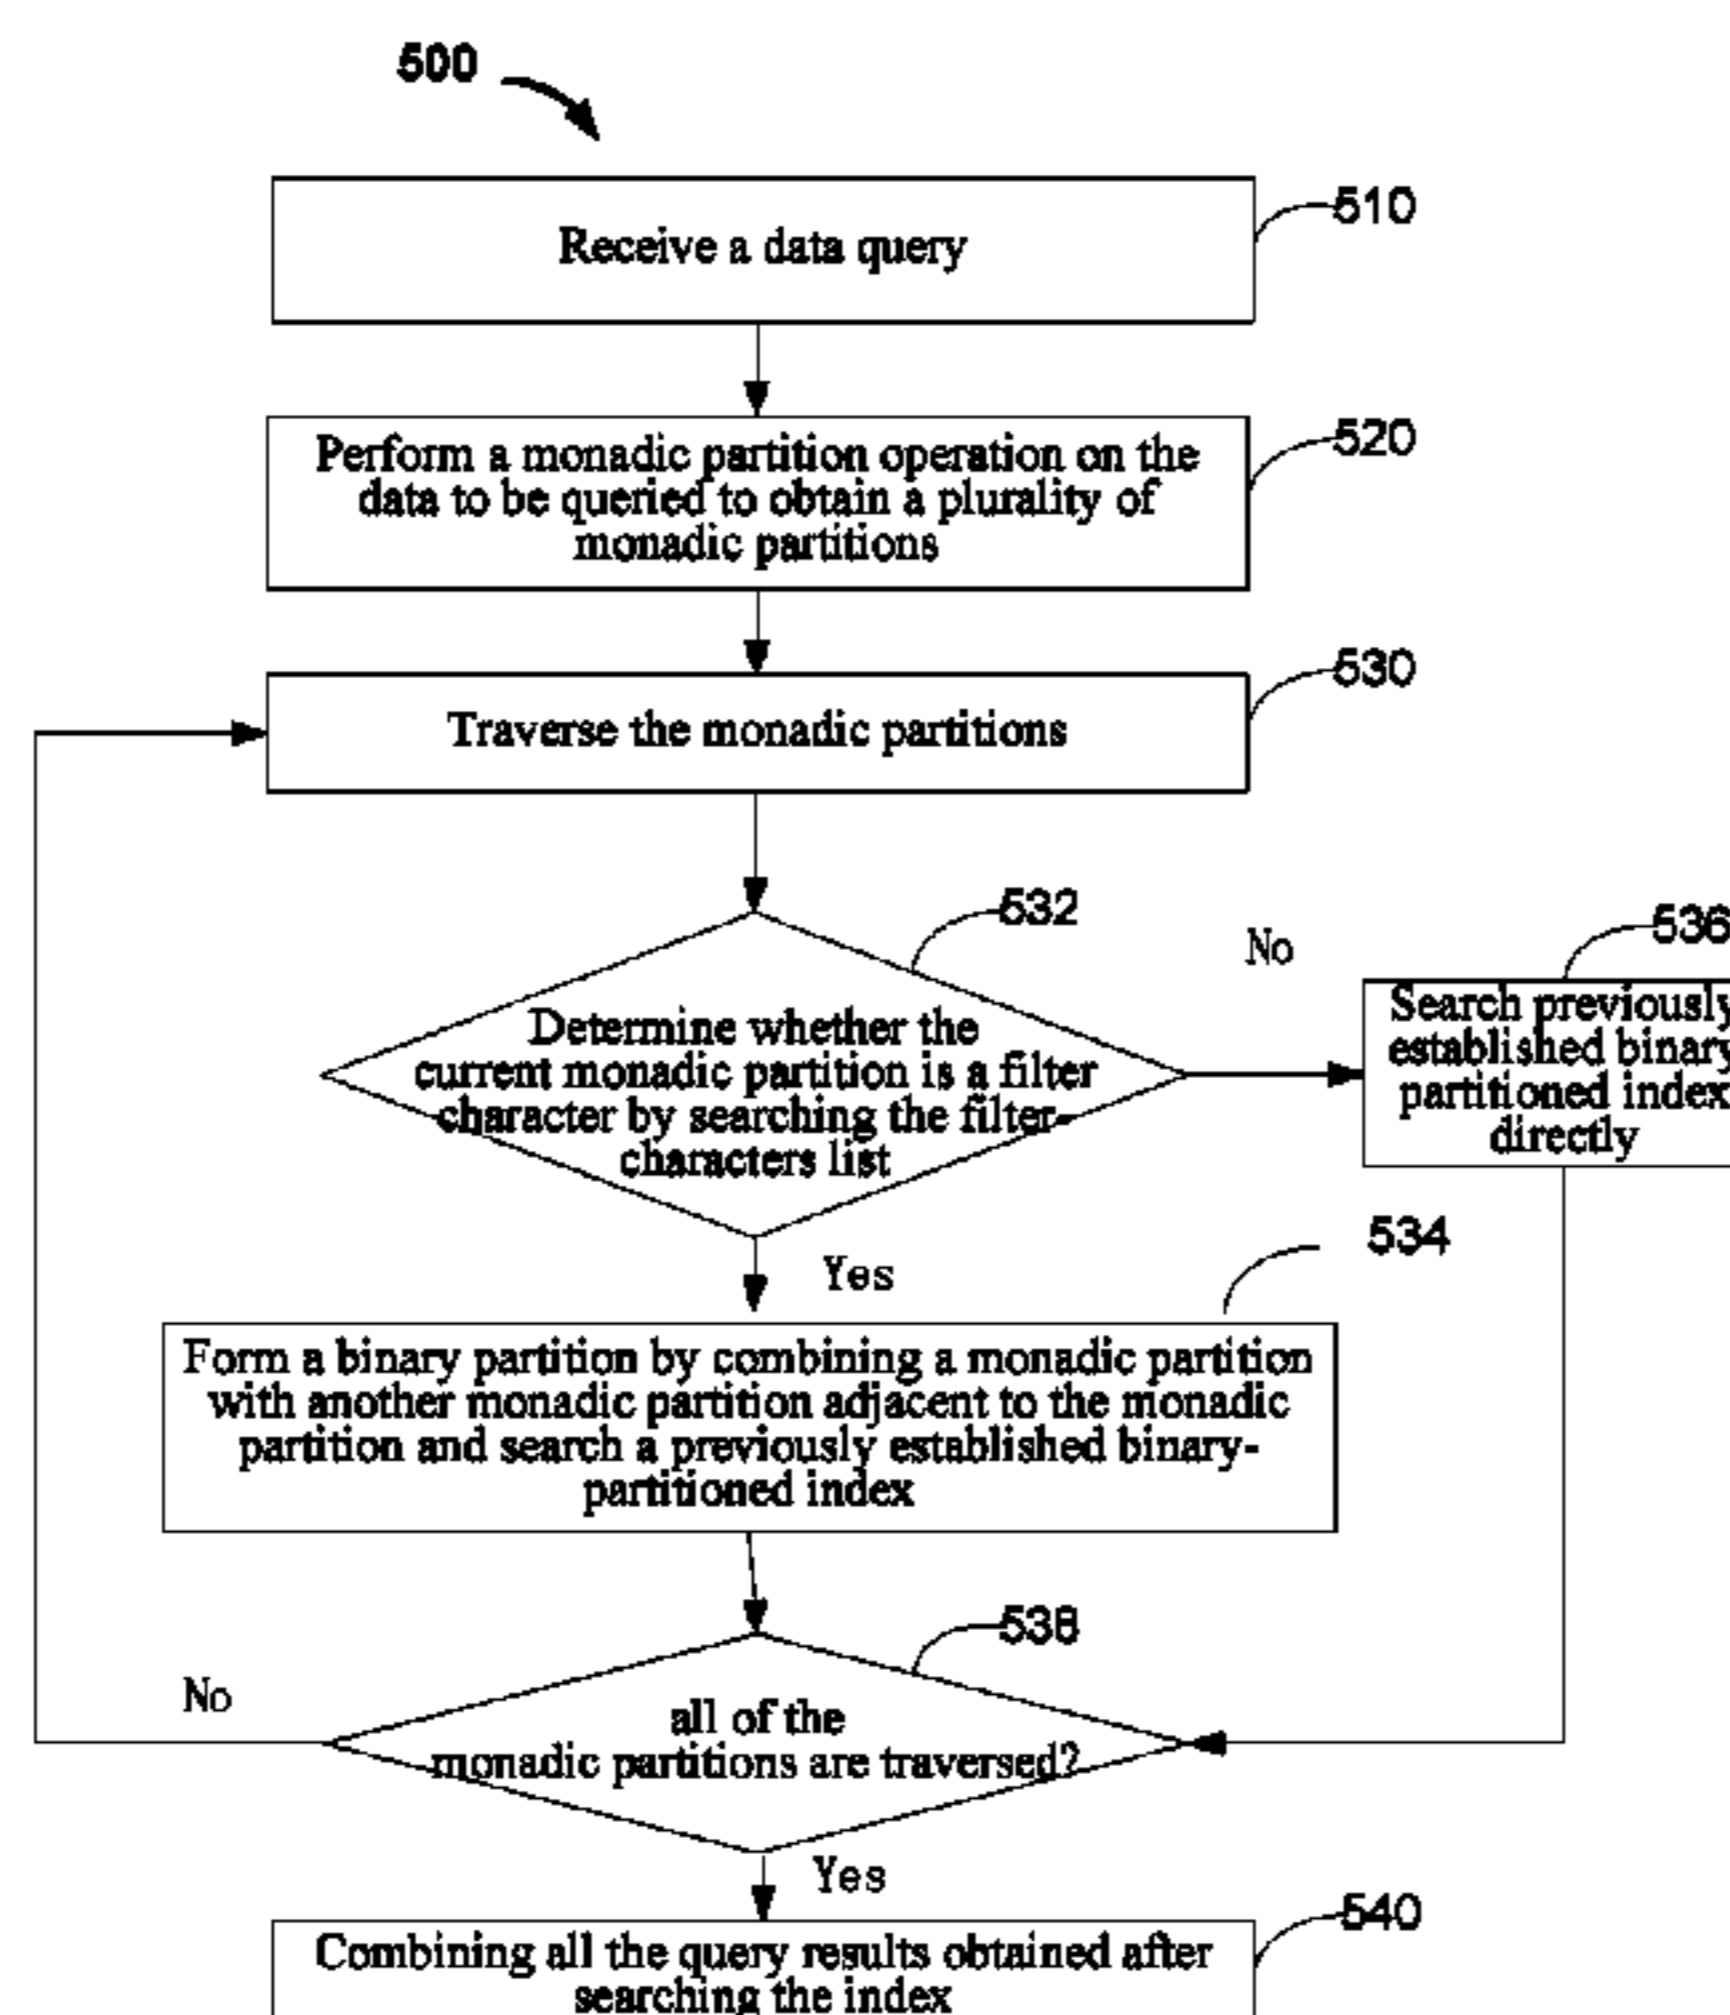 500
510
Receive a data query
520
Perform a monadic partition operation on the
data to be queried to obtain a plurality of
monadic partitions
530
Traverse the monadic partitions
532
No
536
Determine whether the
current monadic partition is a filter
character by searching the filter
characters list
Search previously
established binary
partitioned index
directly
534
Yes
Form a binary partition by combining a monadic partition
with another monadic partition adjacent to the monadic
partition and search a previously established binary-
partitioned index
538
No
all of the
monadic partitions are traversed?
Yes
540
Combining all the query results obtained after
searching the index